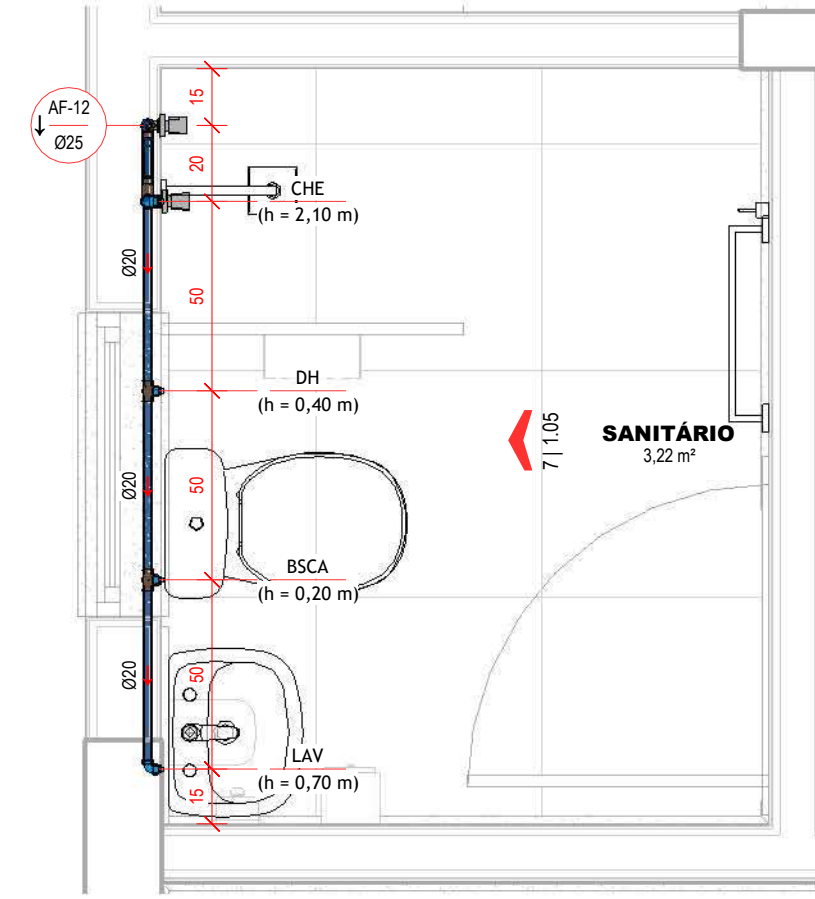 AF-12
↓
Ø25
15
20
CHE
(h = 2,10 m)
Ø20
50
DH
(h = 0,40 m)
7 | 1.05
SANITÁRIO
3,22 m²
Ø20
50
BSCA
(h = 0,20 m)
Ø20
50
LAV
(h = 0,70 m)
15